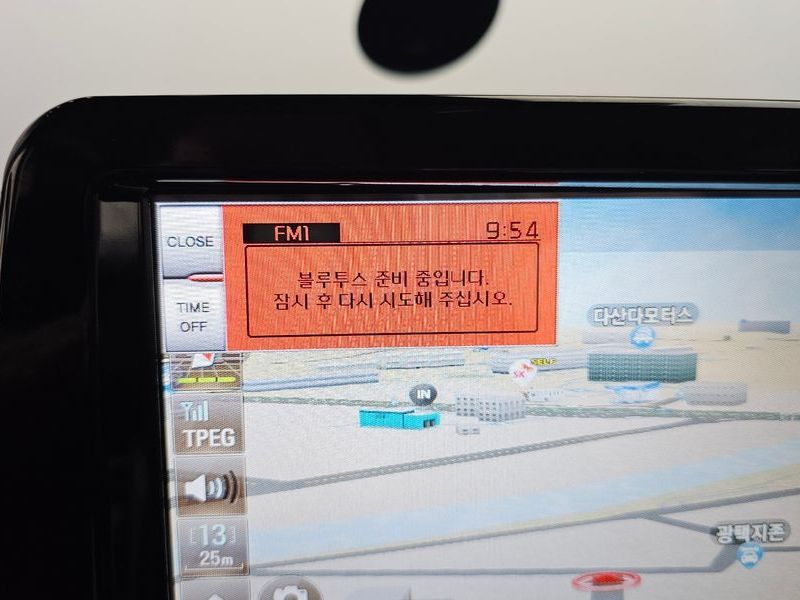 CLOSE
FM1 9:54
블루투스 준비 중입니다.
잠시 후 다시 시도해 주십시오.
TIME
OFF
다산다모터스
SK SELF
IN
TPEG
13
25m
광택지존